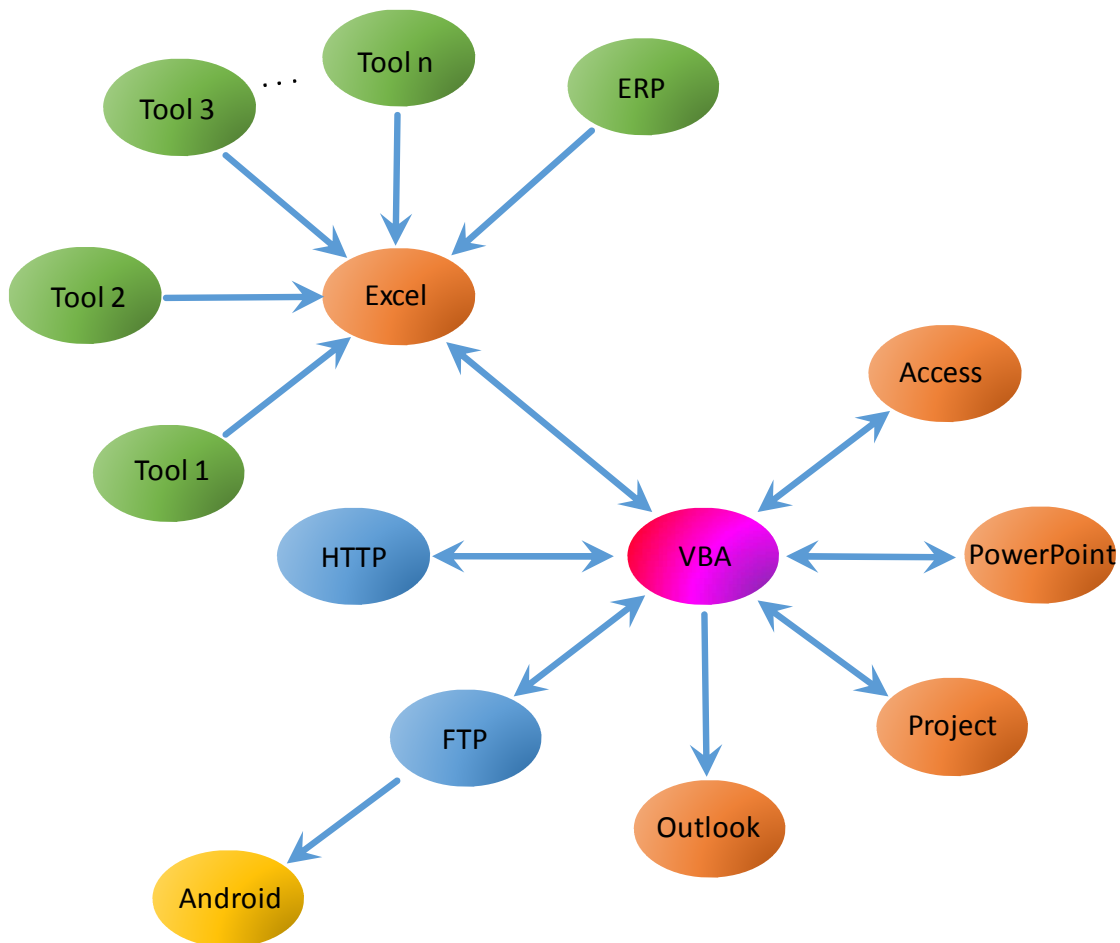 Tool n
ERP
. . .
Tool 3
Excel
Tool 2
Access
Tool 1
HTTP
VBA
PowerPoint
Project
FTP
Outlook
Android